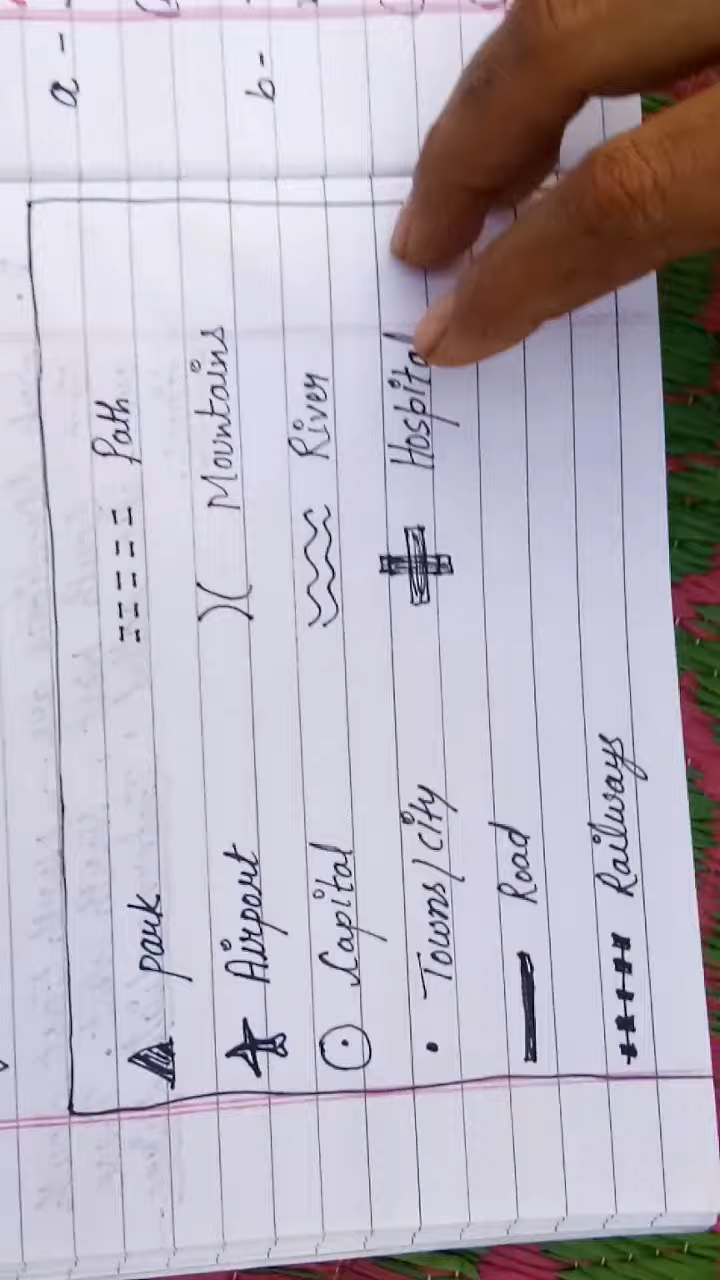 a -
b -
park Path
Airport Mountains
Capital River
Towns/City Hospital
Road
Railways